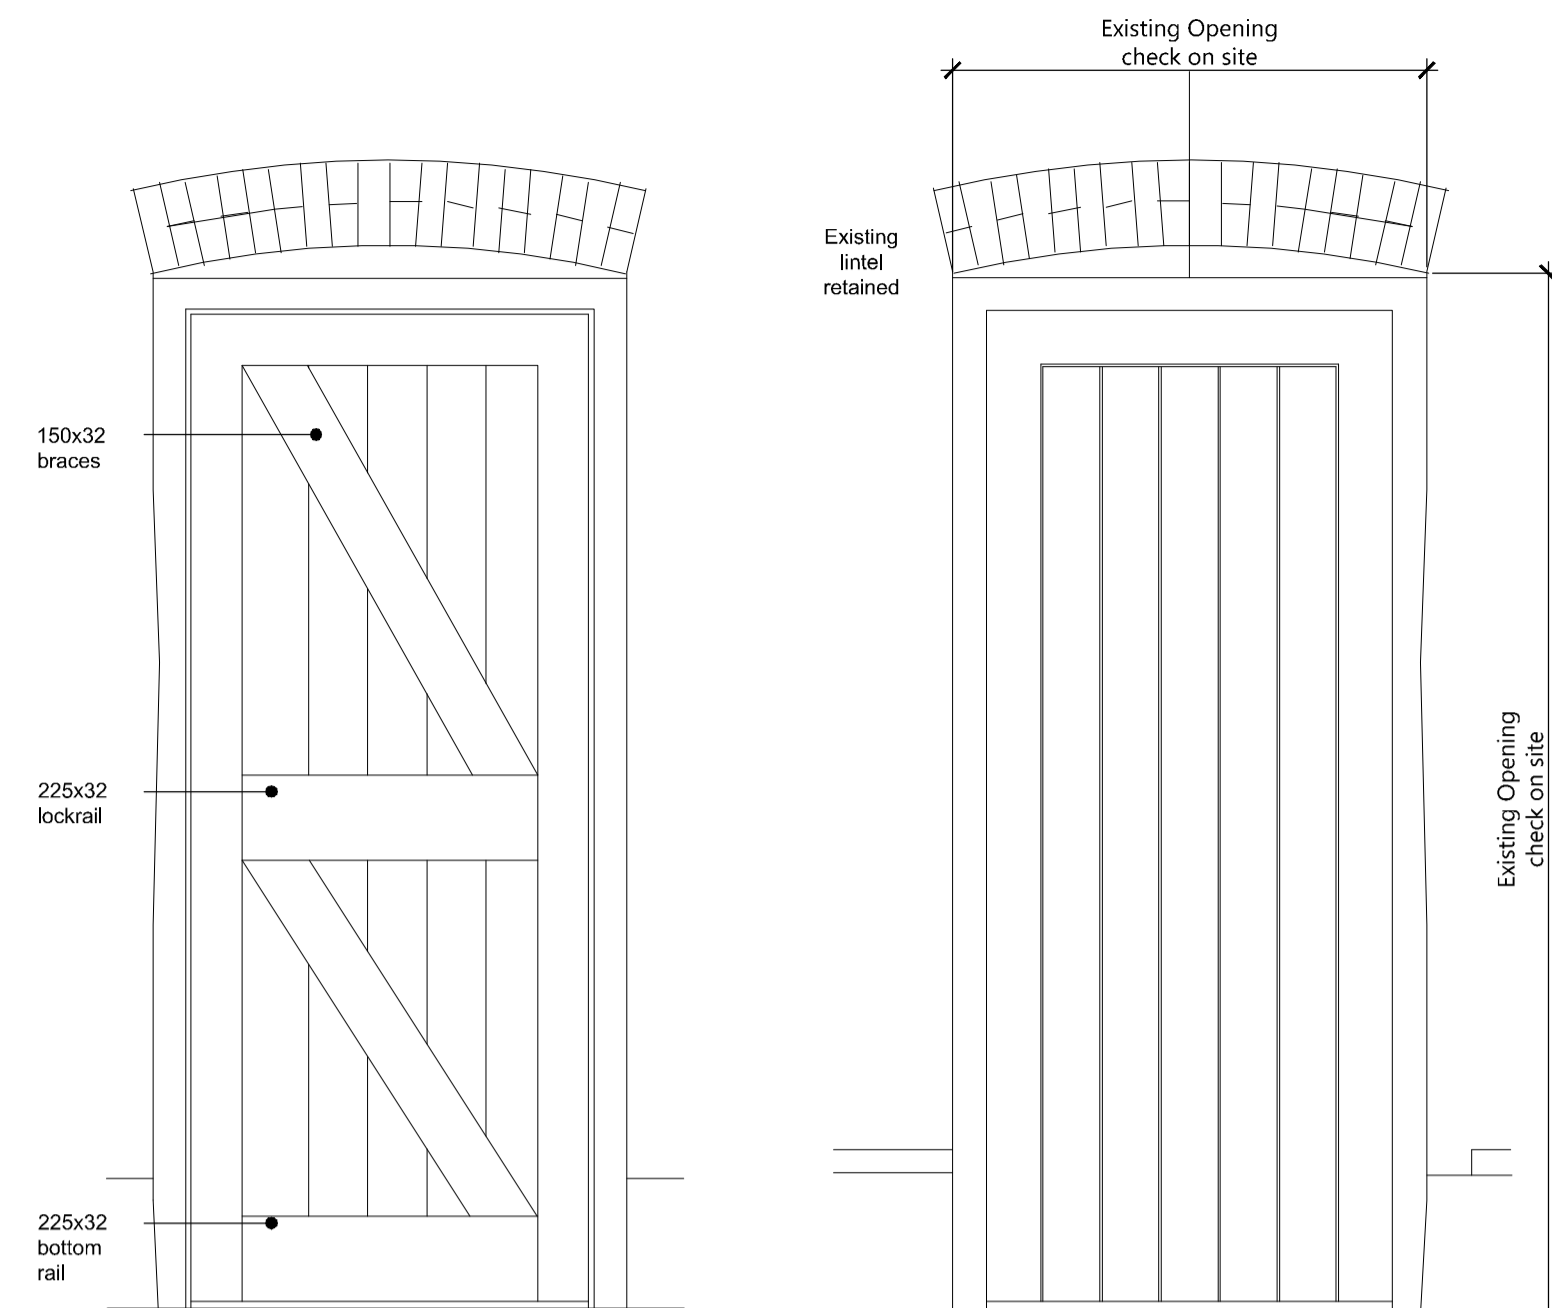 Existing Opening
check on site
Existing
lintel
retained
150x32
braces
225x32
lockrail
Existing Opening
check on site
225x32
bottom
rail